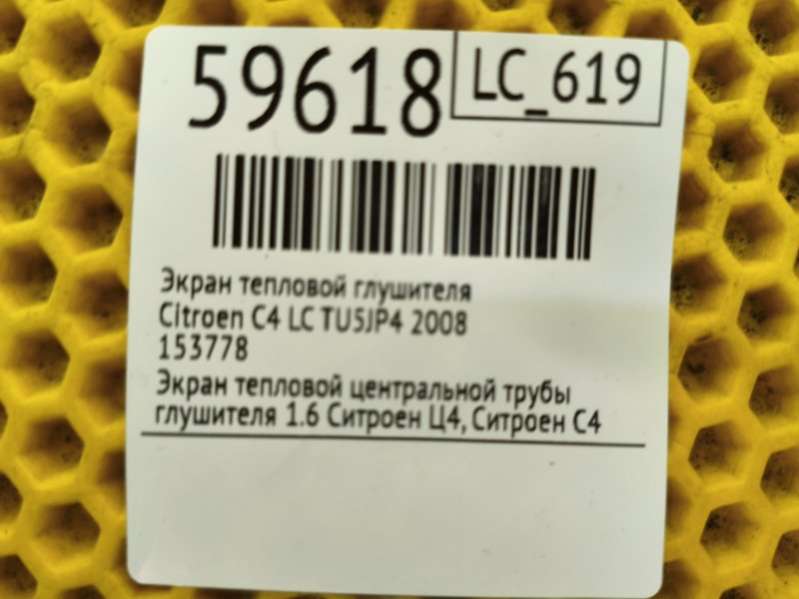 59618
LC_619
Экран тепловой глушителя
Citroen C4 LC TU5JP4 2008
153778
Экран тепловой центральной трубы
глушителя 1.6 Ситроен Ц4, Ситроен С4